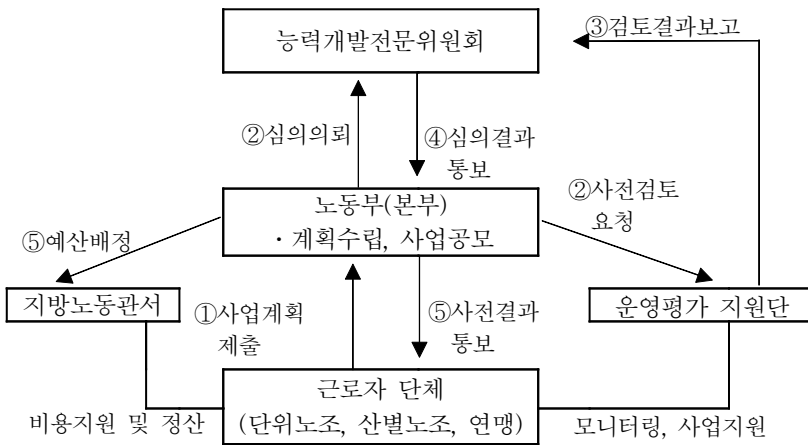 능력개발전문위원회
③검토결과보고
②심의의뢰
④심의결과
통보
노동부(본부)
· 계획수립, 사업공모
②사전검토
요청
⑤예산배정
지방노동관서
①사업계획
제출
⑤사전결과
통보
운영평가 지원단
근로자 단체
(단위노조, 산별노조, 연맹)
비용지원 및 정산
모니터링, 사업지원